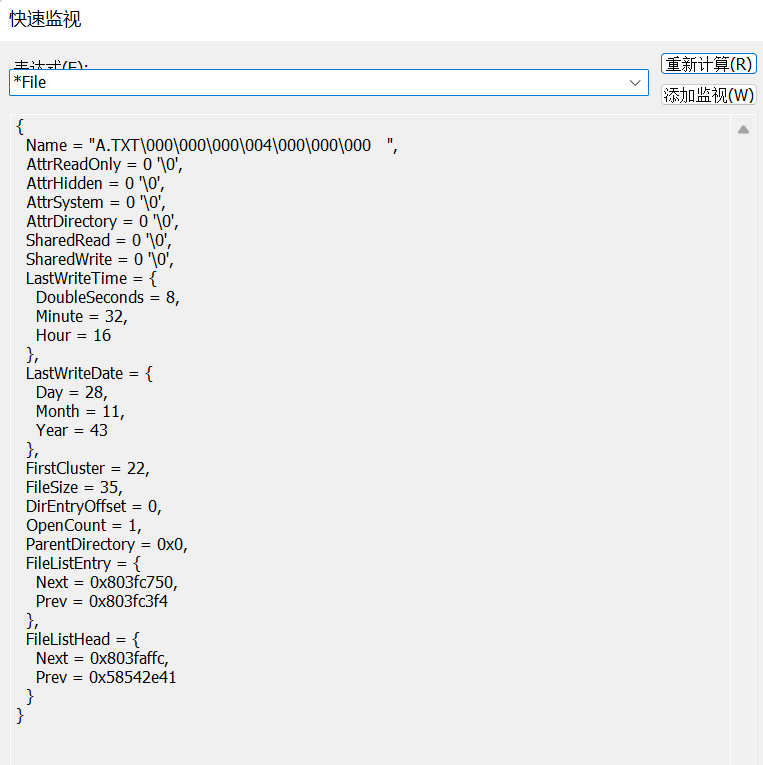 快速监视
表达式(E):
*File
重新计算(R)
添加监视(W)
{
  Name = "A.TXT\000\000\000\004\000\000\000   ",
  AttrReadOnly = 0 '\0',
  AttrHidden = 0 '\0',
  AttrSystem = 0 '\0',
  AttrDirectory = 0 '\0',
  SharedRead = 0 '\0',
  SharedWrite = 0 '\0',
  LastWriteTime = {
    DoubleSeconds = 8,
    Minute = 32,
    Hour = 16
  },
  LastWriteDate = {
    Day = 28,
    Month = 11,
    Year = 43
  },
  FirstCluster = 22,
  FileSize = 35,
  DirEntryOffset = 0,
  OpenCount = 1,
  ParentDirectory = 0x0,
  FileListEntry = {
    Next = 0x803fc750,
    Prev = 0x803fc3f4
  },
  FileListHead = {
    Next = 0x803faffc,
    Prev = 0x58542e41
  }
}